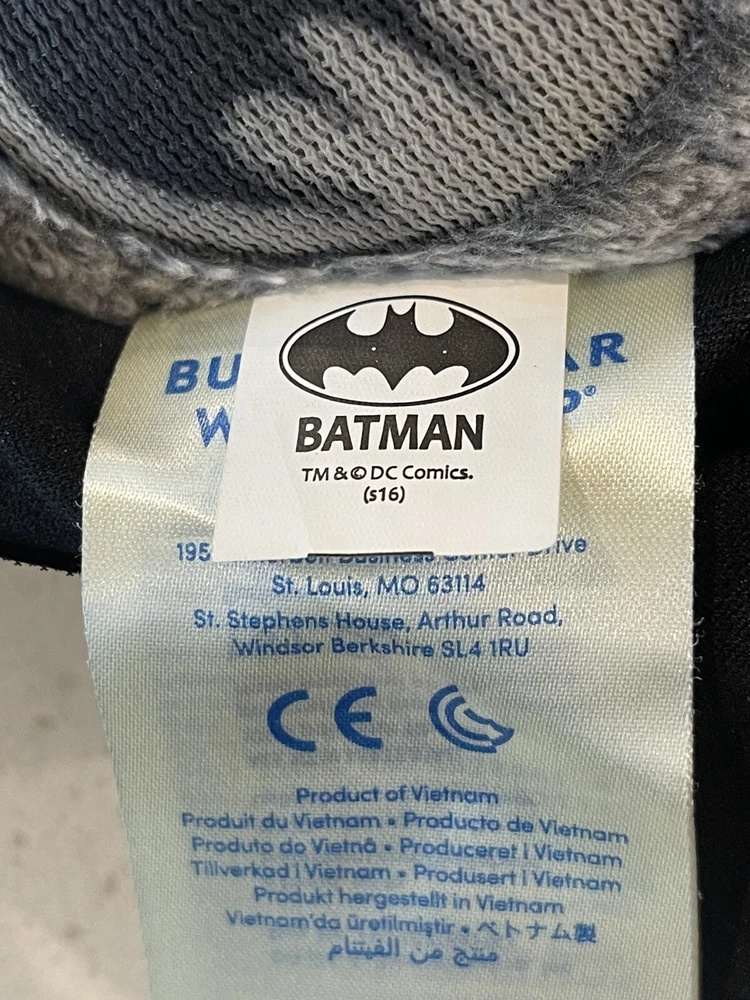 BATMAN
TM & © DC Comics.
(s16)
St. Louis, MO 63114
St. Stephens House, Arthur Road,
Windsor Berkshire SL4 1RU
CE
Product of Vietnam
Produit du Vietnam • Producto de Vietnam
Produto do Vietnã • Produceret i Vietnam
Tillverkad i Vietnam • Produsert i Vietnam
Produkt hergestellt in Vietnam
Vietnam'da üretilmiştir • ベトナム製
منتج من الفيتنام